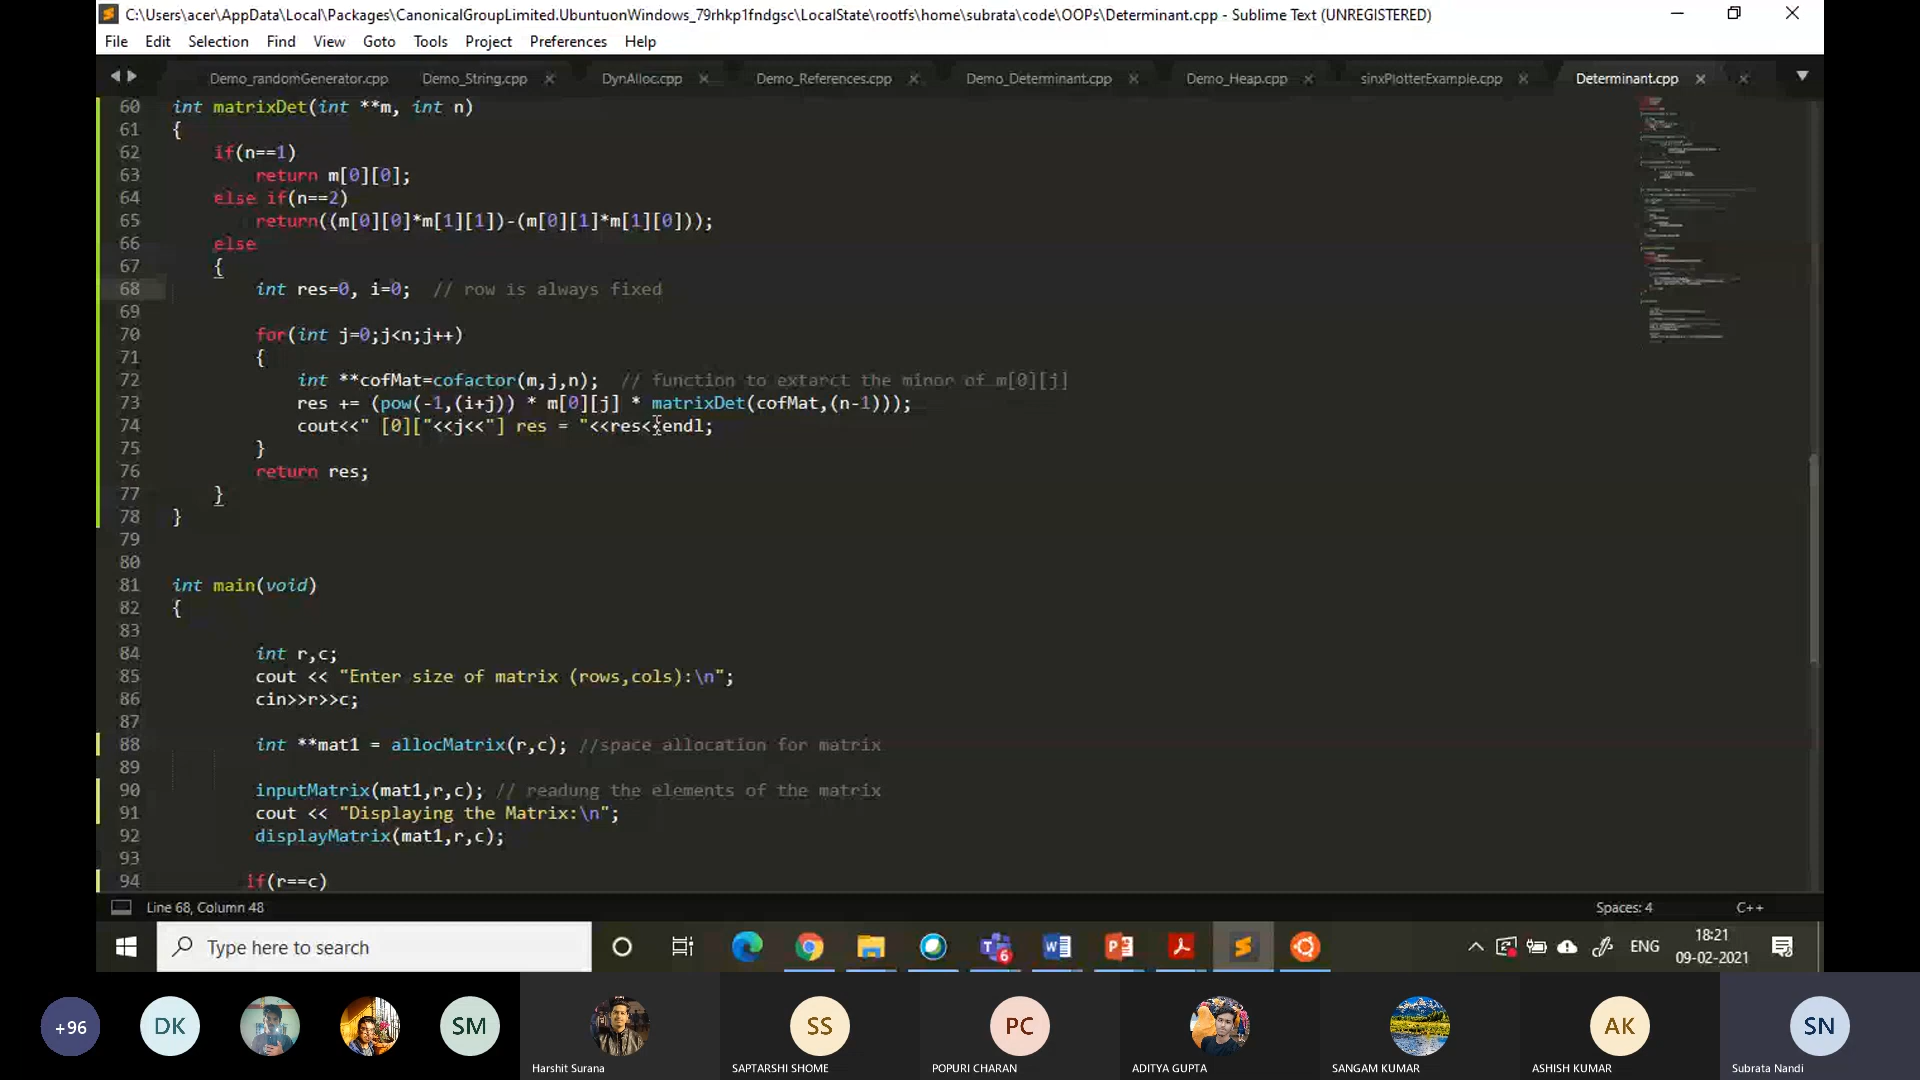 C:\Users\acer\AppData\Local\Packages\CanonicalGroupLimited.UbuntuonWindows_79rhkp1fndgsc\LocalState\rootfs\home\subrata\code\OOPs\Determinant.cpp - Sublime Text (UNREGISTERED)
File Edit Selection Find View Goto Tools Project Preferences Help
Demo_randomGenerator.cpp Demo_String.cpp DynAlloc.cpp Demo_References.cpp Demo_Determinant.cpp Demo_Heap.cpp sinxPlotterExample.cpp Determinant.cpp
60 int matrixDet(int **m, int n)
61 {
62 if(n==1)
63 return m[0][0];
64 else if(n==2)
65 return((m[0][0]*m[1][1])-(m[0][1]*m[1][0]));
66 else
67 {
68 int res=0, i=0; // row is always fixed
69
70 for(int j=0;j<n;j++)
71 {
72 int **cofMat=cofactor(m,j,n); // function to extarct the minor of m[0][j]
73 res += (pow(-1,(i+j)) * m[0][j] * matrixDet(cofMat,(n-1)));
74 cout<<" [0]["<<j<<"] res = "<<res<<endl;
75 }
76 return res;
77 }
78 }
79
80
81 int main(void)
82 {
83
84 int r,c;
85 cout << "Enter size of matrix (rows,cols):\n";
86 cin>>r>>c;
87
88 int **mat1 = allocMatrix(r,c); //space allocation for matrix
89
90 inputMatrix(mat1,r,c); // readung the elements of the matrix
91 cout << "Displaying the Matrix:\n";
92 displayMatrix(mat1,r,c);
93
94 if(r==c)
Line 68, Column 48 Spaces: 4 C++
Type here to search
6
ENG
18:21
09-02-2021
+96 DK SM SS PC AK SN
Harshit Surana SAPTARSHI SHOME POPURI CHARAN ADITYA GUPTA SANGAM KUMAR ASHISH KUMAR Subrata Nandi